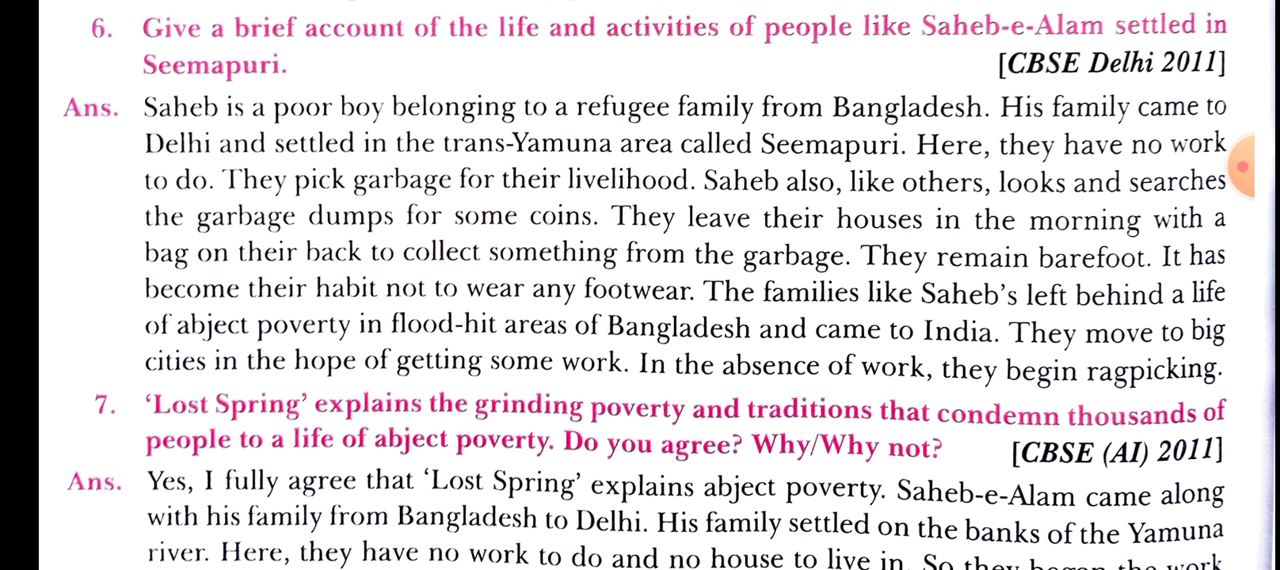 6. Give a brief account of the life and activities of people like Saheb-e-Alam settled in
Seemapuri. [CBSE Delhi 2011]
Ans. Saheb is a poor boy belonging to a refugee family from Bangladesh. His family came to
Delhi and settled in the trans-Yamuna area called Seemapuri. Here, they have no work
to do. They pick garbage for their livelihood. Saheb also, like others, looks and searches
the garbage dumps for some coins. They leave their houses in the morning with a
bag on their back to collect something from the garbage. They remain barefoot. It has
become their habit not to wear any footwear. The families like Saheb's left behind a life
of abject poverty in flood-hit areas of Bangladesh and came to India. They move to big
cities in the hope of getting some work. In the absence of work, they begin ragpicking.
7. ‘Lost Spring’ explains the grinding poverty and traditions that condemn thousands of
people to a life of abject poverty. Do you agree? Why/Why not? [CBSE (AI) 2011]
Ans. Yes, I fully agree that ‘Lost Spring’ explains abject poverty. Saheb-e-Alam came along
with his family from Bangladesh to Delhi. His family settled on the banks of the Yamuna
river. Here, they have no work to do and no house to live in. So they began the work